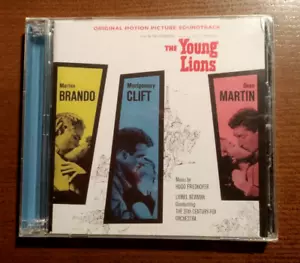 ORIGINAL MOTION PICTURE SOUNDTRACK
THE Young
Lions
Marlon
BRANDO
Montgomery
CLIFT
Dean
MARTIN
Music by
HUGO FRIEDHOFER
LIONEL NEWMAN
Conducting
THE 20TH CENTURY-FOX
ORCHESTRA